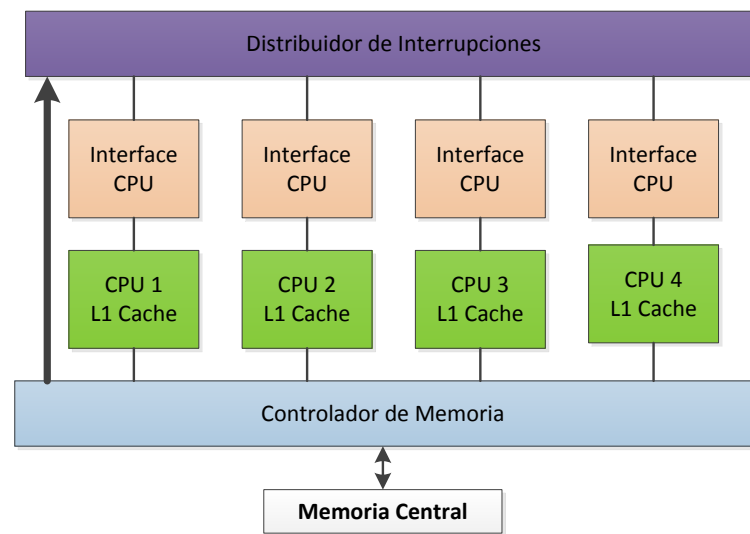 Distribuidor de Interrupciones
Interface
CPU
Interface
CPU
Interface
CPU
Interface
CPU
CPU 1
L1 Cache
CPU 2
L1 Cache
CPU 3
L1 Cache
CPU 4
L1 Cache
Controlador de Memoria
Memoria Central